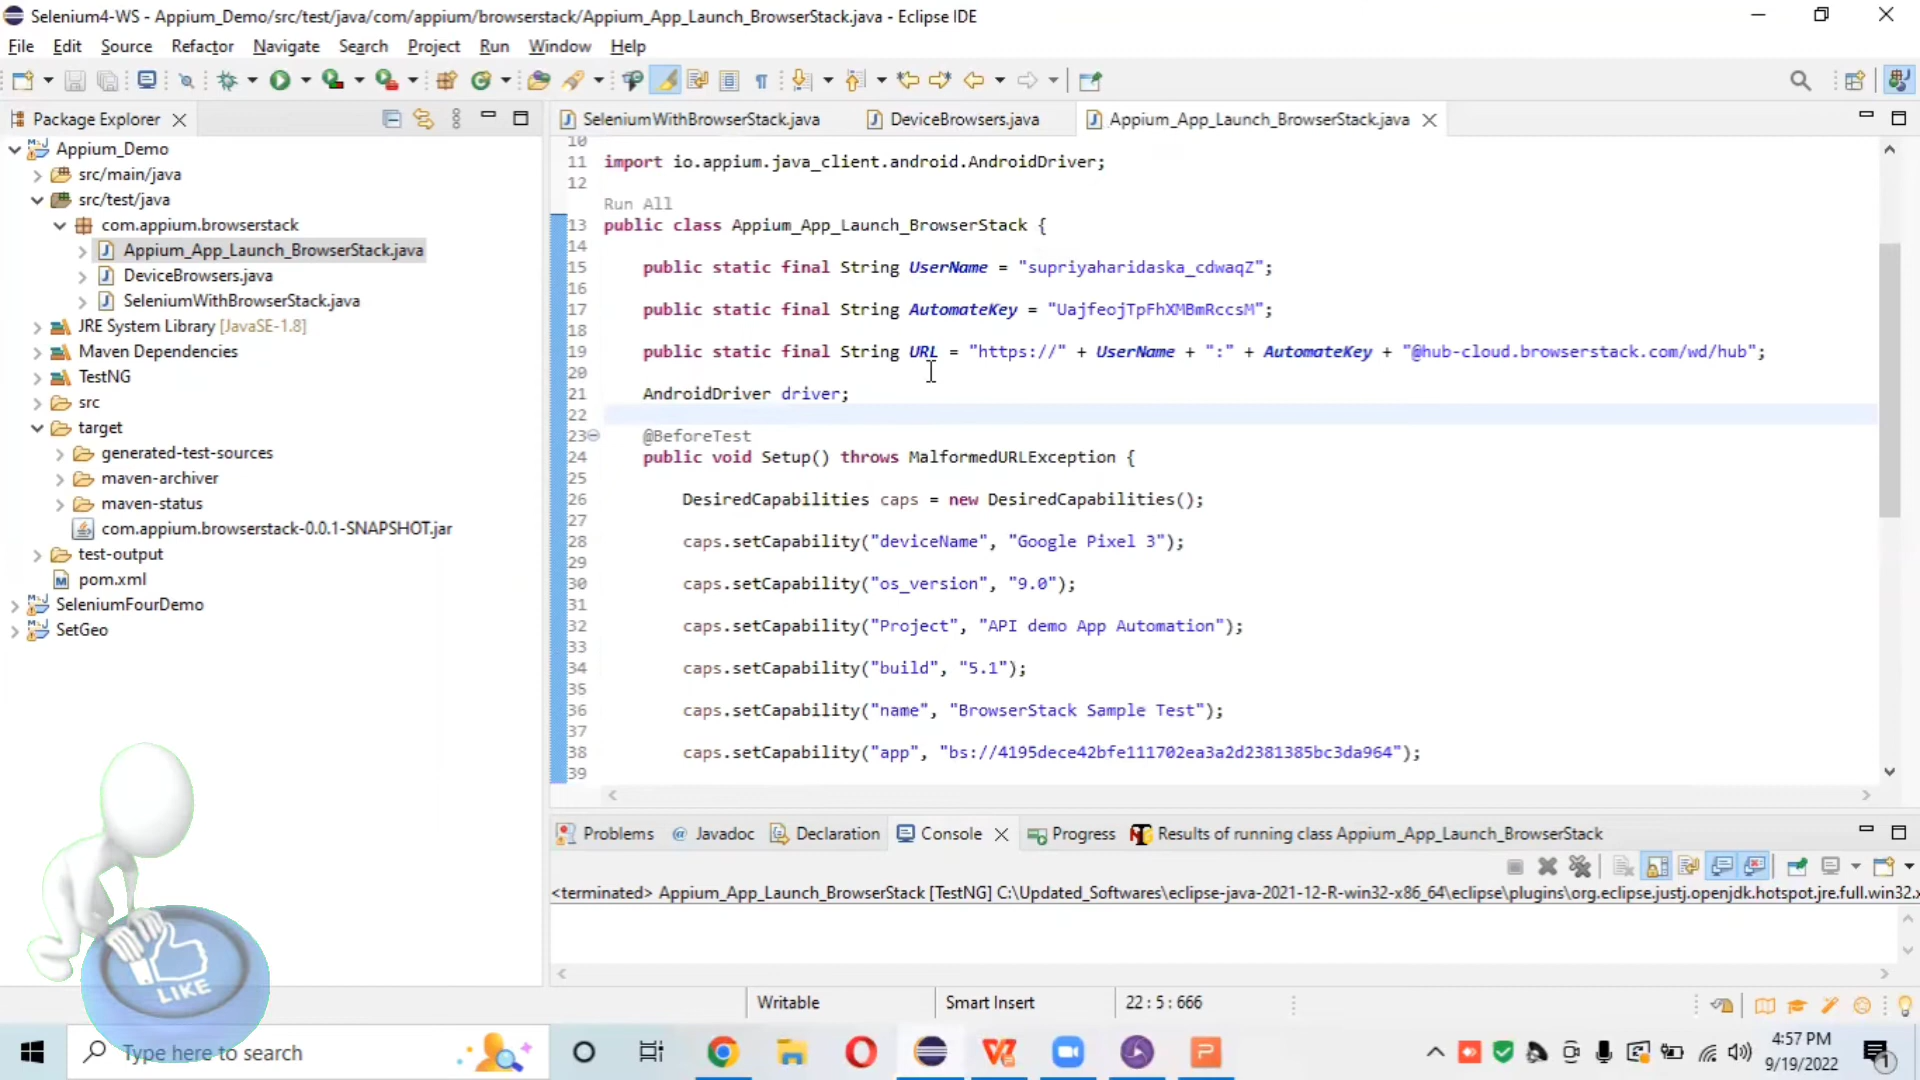 Selenium4-WS - Appium_Demo/src/test/java/com/appium/browserstack/Appium_App_Launch_BrowserStack.java - Eclipse IDE
File Edit Source Refactor Navigate Search Project Run Window Help
Package Explorer
Appium_Demo
src/main/java
src/test/java
com.appium.browserstack
Appium_App_Launch_BrowserStack.java
DeviceBrowsers.java
SeleniumWithBrowserStack.java
JRE System Library [JavaSE-1.8]
Maven Dependencies
TestNG
src
target
generated-test-sources
maven-archiver
maven-status
com.appium.browserstack-0.0.1-SNAPSHOT.jar
test-output
pom.xml
SeleniumFourDemo
SetGeo
LIKE
SeleniumWithBrowserStack.java DeviceBrowsers.java Appium_App_Launch_BrowserStack.java
10
11 import io.appium.java_client.android.AndroidDriver;
12
Run All
13 public class Appium_App_Launch_BrowserStack {
14
15 public static final String UserName = "supriyaharidaska_cdwaqZ";
16
17 public static final String AutomateKey = "UajfeojTpFhXMBmRccsM";
18
19 public static final String URL = "https://" + UserName + ":" + AutomateKey + "@hub-cloud.browserstack.com/wd/hub";
20
21 AndroidDriver driver;
22
23 @BeforeTest
24 public void Setup() throws MalformedURLException {
25
26 DesiredCapabilities caps = new DesiredCapabilities();
27
28 caps.setCapability("deviceName", "Google Pixel 3");
29
30 caps.setCapability("os_version", "9.0");
31
32 caps.setCapability("Project", "API demo App Automation");
33
34 caps.setCapability("build", "5.1");
35
36 caps.setCapability("name", "BrowserStack Sample Test");
37
38 caps.setCapability("app", "bs://4195dece42bfe111702ea3a2d2381385bc3da964");
39
Problems @ Javadoc Declaration Console Progress Results of running class Appium_App_Launch_BrowserStack
<terminated> Appium_App_Launch_BrowserStack [TestNG] C:\Updated_Softwares\eclipse-java-2021-12-R-win32-x86_64\eclipse\plugins\org.eclipse.justj.openjdk.hotspot.jre.full.win32.x
Writable Smart Insert 22 : 5 : 666
Type here to search
4:57 PM
9/19/2022
1